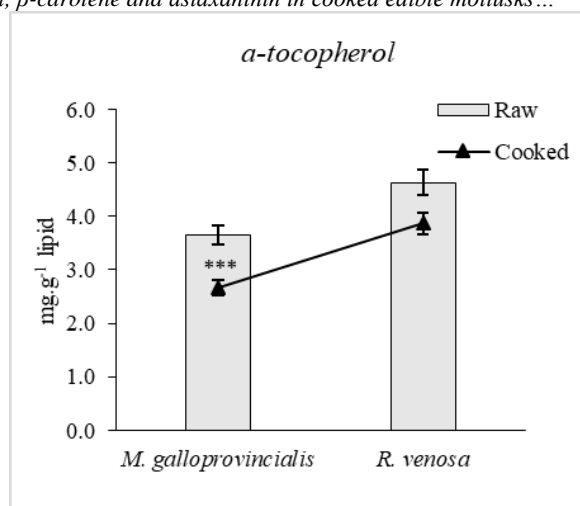 β-carotene and astaxanthin in cooked edible mollusks…
a-tocopherol
6.0
5.0
4.0
3.0
2.0
1.0
0.0
mg.g-1 lipid
Raw
Cooked
***
M. galloprovincialis
R. venosa